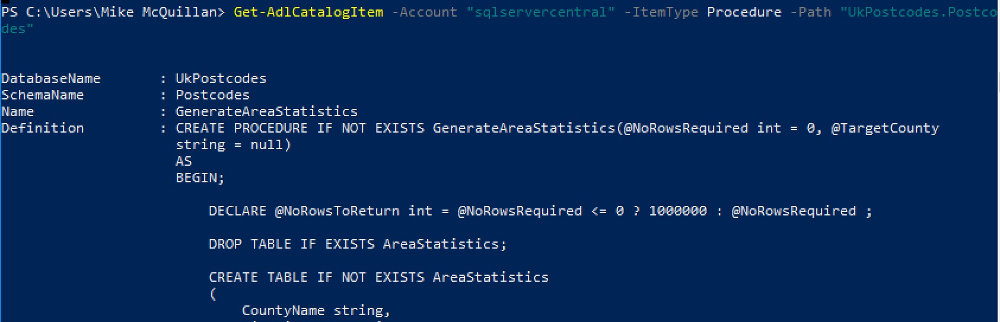 PS C:\Users\Mike McQuillan> Get-AdlCatalogItem -Account "sqlservercentral" -ItemType Procedure -Path "UkPostcodes.Postco
des"
DatabaseName : UkPostcodes
SchemaName : Postcodes
Name : GenerateAreaStatistics
Definition : CREATE PROCEDURE IF NOT EXISTS GenerateAreaStatistics(@NoRowsRequired int = 0, @TargetCounty
string = null)
AS
BEGIN;
DECLARE @NoRowsToReturn int = @NoRowsRequired <= 0 ? 1000000 : @NoRowsRequired ;
DROP TABLE IF EXISTS AreaStatistics;
CREATE TABLE IF NOT EXISTS AreaStatistics
(
CountyName string,